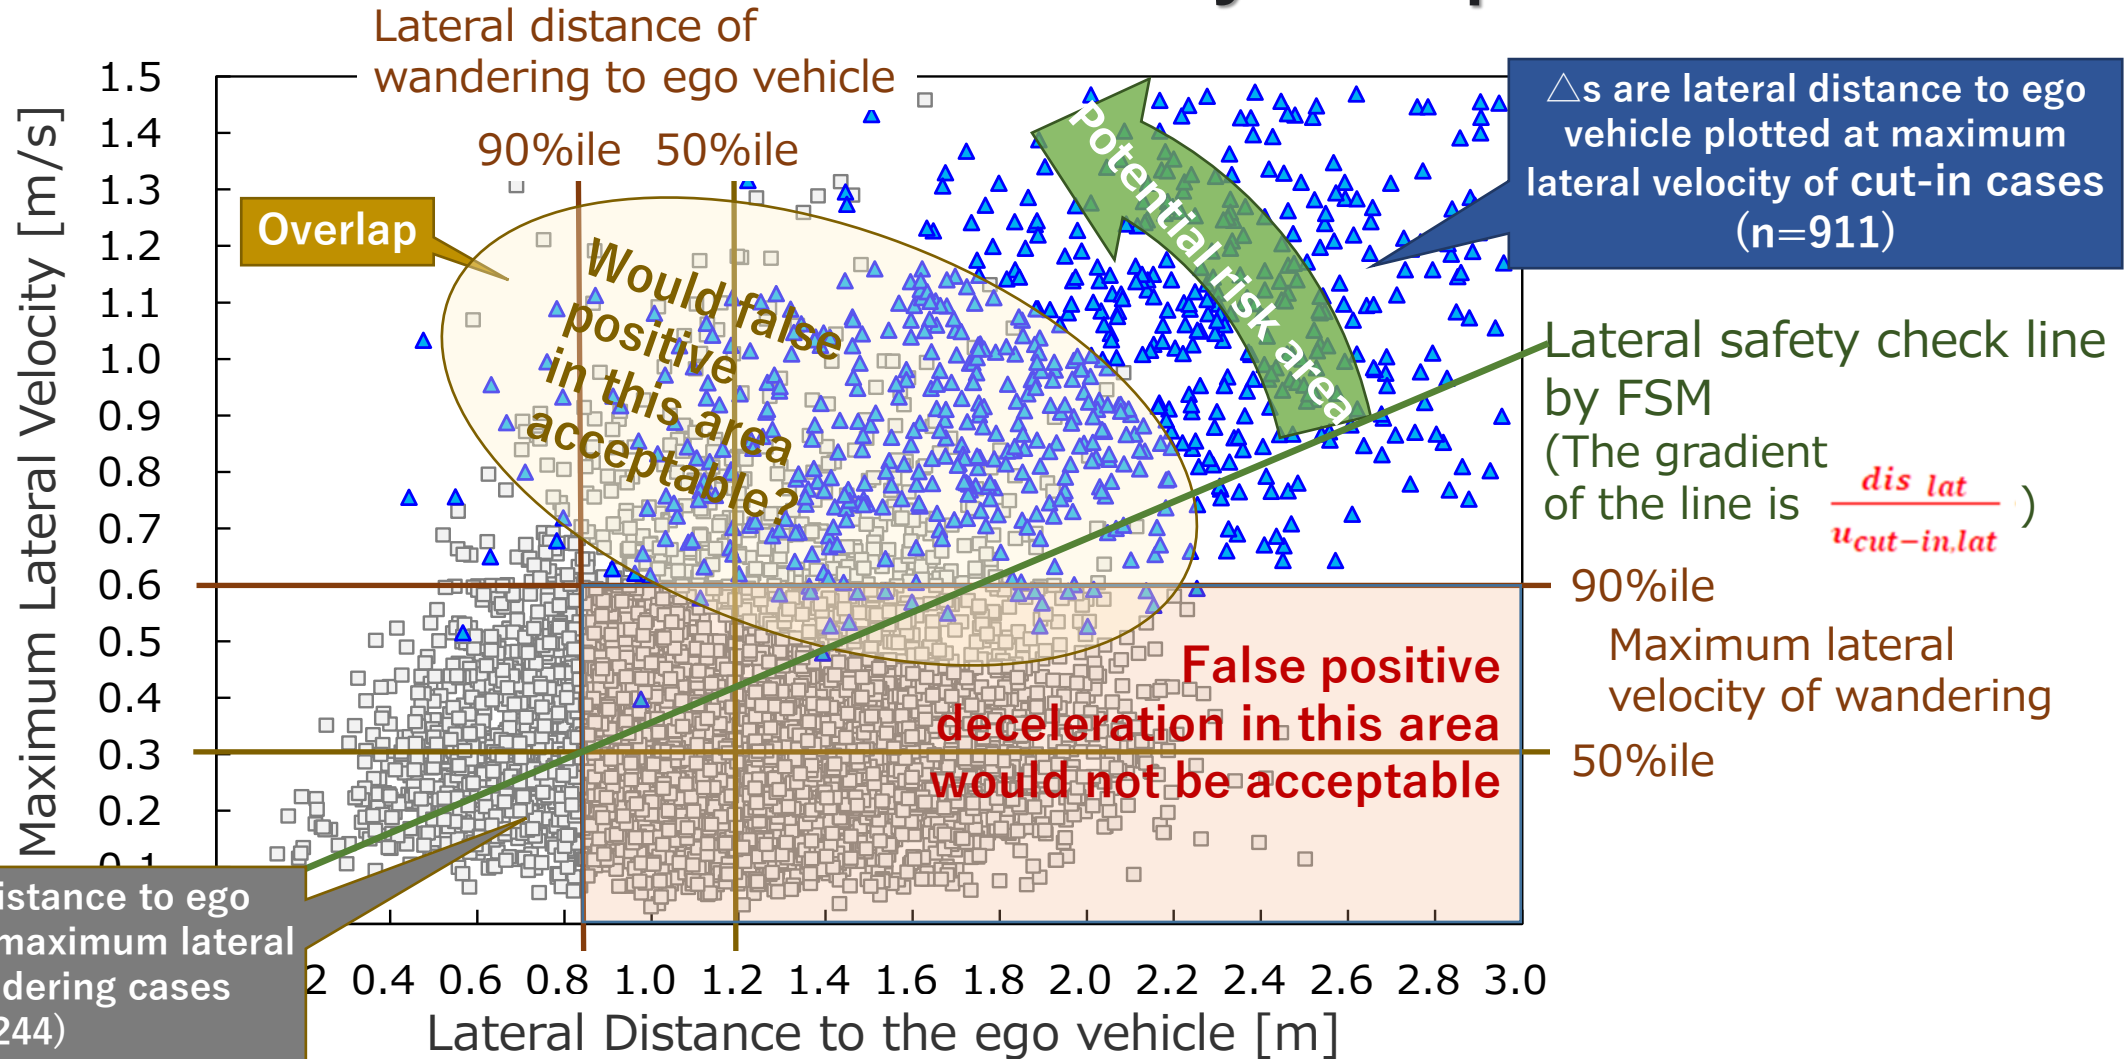 Lateral distance of
wandering to ego vehicle
90%ile 50%ile
Overlap
Would false
positive
in this area
acceptable?
Potential risk area
△s are lateral distance to ego
vehicle plotted at maximum
lateral velocity of cut-in cases
(n=911)
Lateral safety check line
by FSM
(The gradient
of the line is dis lat / u cut-in,lat )
90%ile
Maximum lateral
velocity of wandering
50%ile
False positive
deceleration in this area
would not be acceptable
Maximum Lateral Velocity [m/s]
1.5
1.4
1.3
1.2
1.1
1.0
0.9
0.8
0.7
0.6
0.5
0.4
0.3
0.2
0.1
istance to ego
maximum lateral
dering cases
244)
2 0.4 0.6 0.8 1.0 1.2 1.4 1.6 1.8 2.0 2.2 2.4 2.6 2.8 3.0
Lateral Distance to the ego vehicle [m]